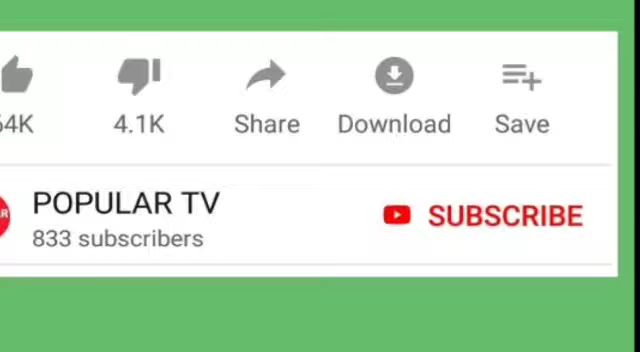 4.1K Share Download Save
POPULAR TV
833 subscribers
SUBSCRIBE